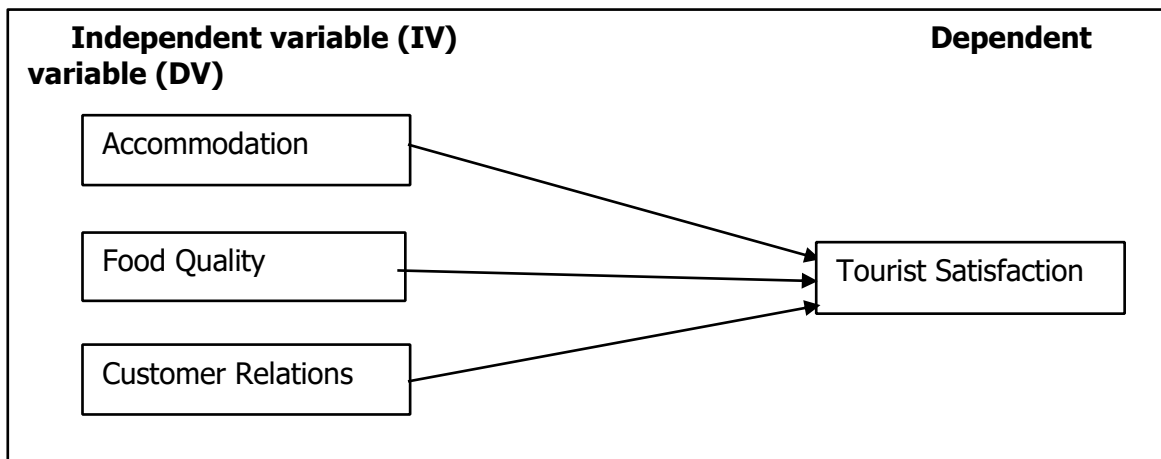 Independent variable (IV) Dependent
variable (DV)
Accommodation
Food Quality
Tourist Satisfaction
Customer Relations